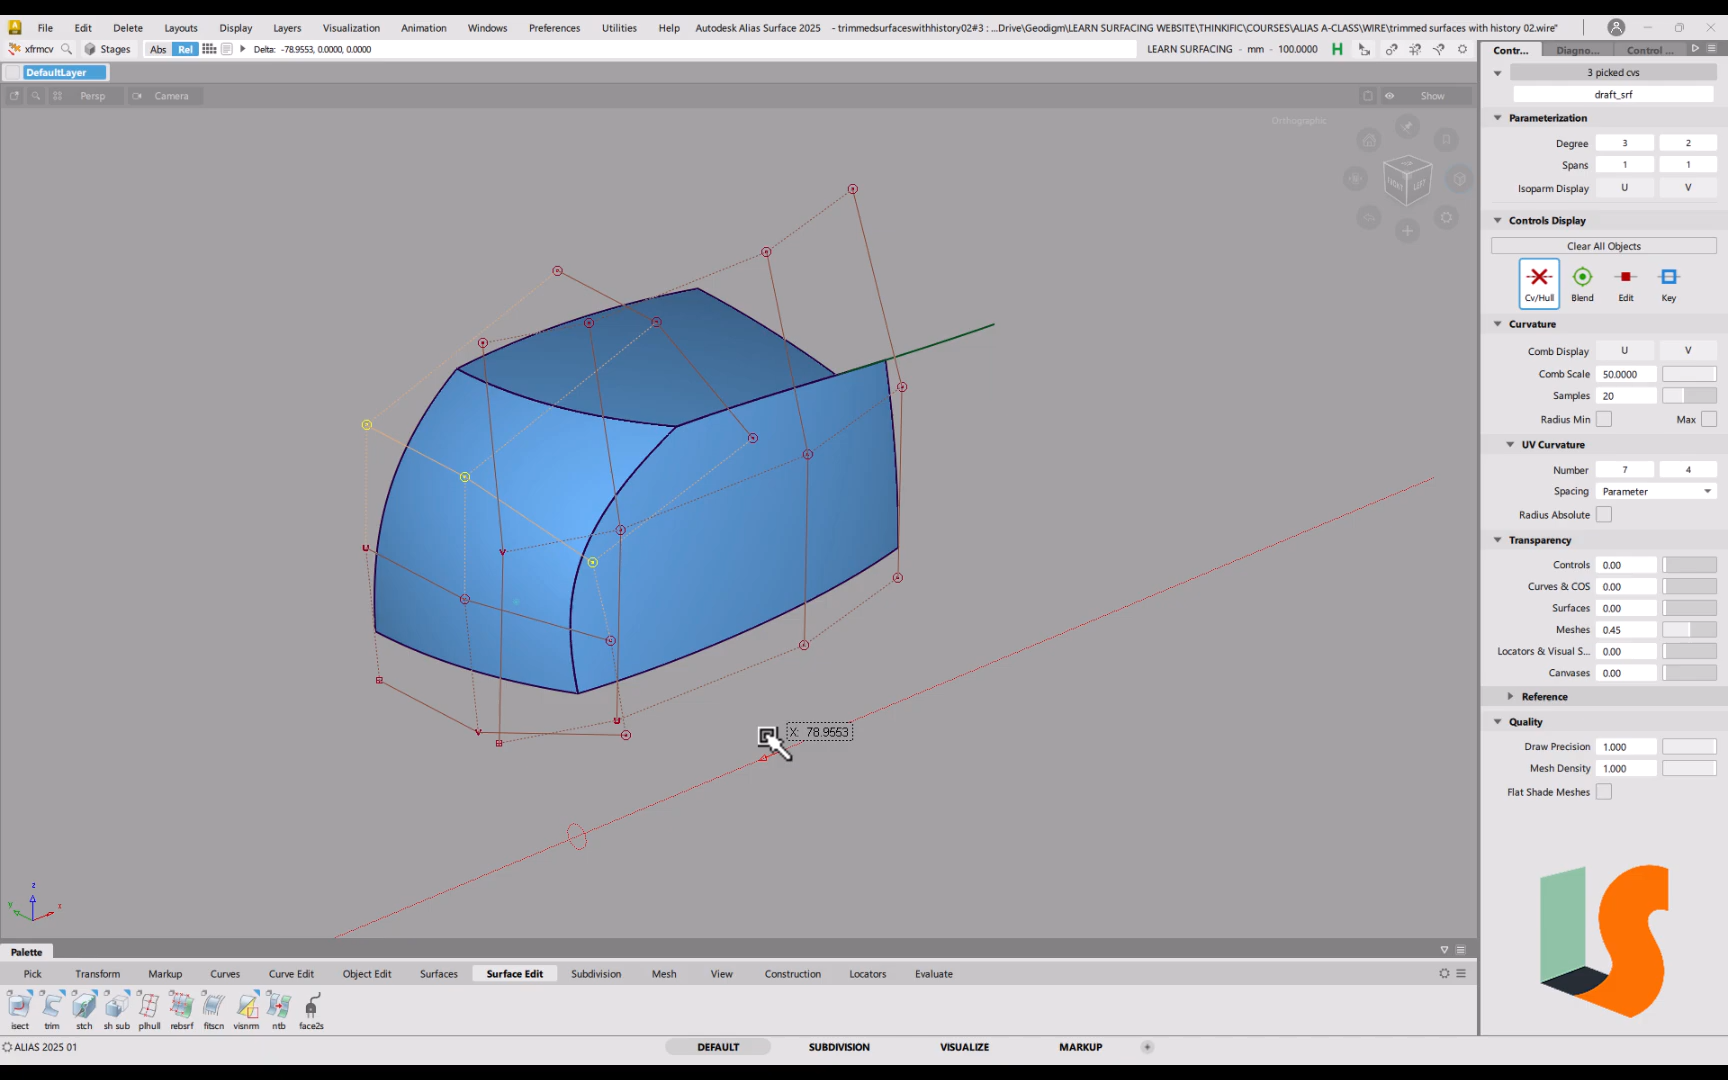 File Edit Delete Layouts Display Layers Visualization Animation Windows Preferences Utilities Help Autodesk Alias Surface 2025 - trimmedsurfaceswithhistory02#3 : ...Drive\Geodigm\LEARN SURFACING WEBSITE\THINKIFIC\COURSES\ALIAS A-CLASS\WIRE\trimmed surfaces with history 02.wire"
xfrmcv Stages Abs Rel Delta: -78.9553, 0.0000, 0.0000 LEARN SURFACING - mm - 100.0000 H
Contr... Diagno... Control ...
DefaultLayer
3 picked cvs
Persp Camera Show
draft_srf
Orthographic
FRONT LEFT
Parameterization
Degree 3 2
Spans 1 1
Isoparm Display U V
Controls Display
Clear All Objects
Cv/Hull Blend Edit Key
Curvature
Comb Display U V
Comb Scale 50.0000
Samples 20
Radius Min Max
UV Curvature
Number 7 4
Spacing Parameter
Radius Absolute
Transparency
Controls 0.00
Curves & COS 0.00
Surfaces 0.00
Meshes 0.45
Locators & Visual S... 0.00
Canvases 0.00
Reference
Quality
Draw Precision 1.000
Mesh Density 1.000
Flat Shade Meshes
X: 78.9553
z
y x
Palette
Pick Transform Markup Curves Curve Edit Object Edit Surfaces Surface Edit Subdivision Mesh View Construction Locators Evaluate
isect trim stch sh sub plhull rebsrf fitscn visnrm ntb face2s
ALIAS 2025 01 DEFAULT SUBDIVISION VISUALIZE MARKUP